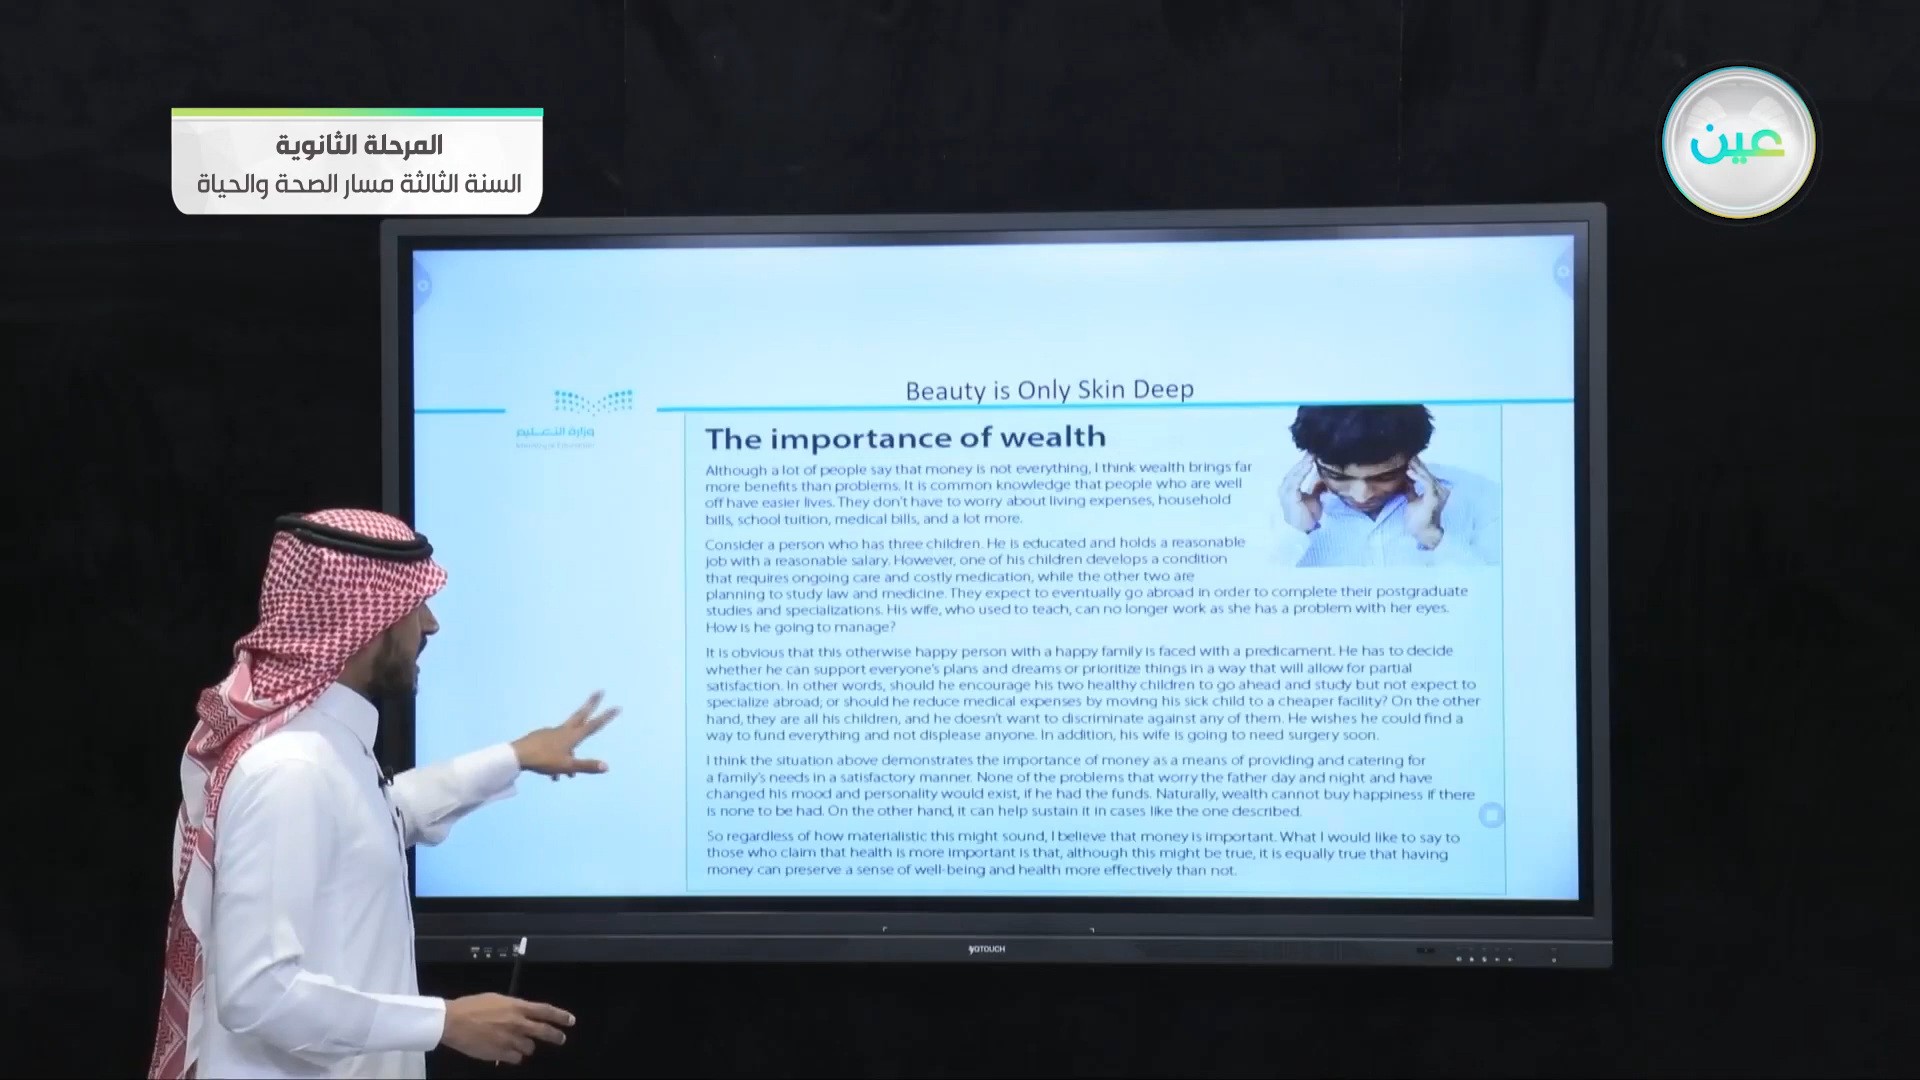 المرحلة الثانوية
السنة الثالثة مسار الصحة والحياة
عين
Beauty is Only Skin Deep
وزارة التعليم
The importance of wealth
Although a lot of people say that money is not everything, I think wealth brings far
more benefits than problems. It is common knowledge that people who are well
off have easier lives. They don't have to worry about living expenses, household
bills, school tuition, medical bills, and a lot more.
Consider a person who has three children. He is educated and holds a reasonable
job with a reasonable salary. However, one of his children develops a condition
that requires ongoing care and costly medication, while the other two are
planning to study law and medicine. They expect to eventually go abroad in order to complete their postgraduate
studies and specializations. His wife, who used to teach, can no longer work as she has a problem with her eyes.
How is he going to manage?
It is obvious that this otherwise happy person with a happy family is faced with a predicament. He has to decide
whether he can support everyone's plans and dreams or prioritize things in a way that will allow for partial
satisfaction. In other words, should he encourage his two healthy children to go ahead and study but not expect to
specialize abroad; or should he reduce medical expenses by moving his sick child to a cheaper facility? On the other
hand, they are all his children, and he doesn't want to discriminate against any of them. He wishes he could find a
way to fund everything and not displease anyone. In addition, his wife is going to need surgery soon.
I think the situation above demonstrates the importance of money as a means of providing and catering for
a family's needs in a satisfactory manner. None of the problems that worry the father day and night and have
changed his mood and personality would exist, if he had the funds. Naturally, wealth cannot buy happiness if there
is none to be had. On the other hand, it can help sustain it in cases like the one described.
So regardless of how materialistic this might sound, I believe that money is important. What I would like to say to
those who claim that health is more important is that, although this might be true, it is equally true that having
money can preserve a sense of well-being and health more effectively than not.
YQTOUCH